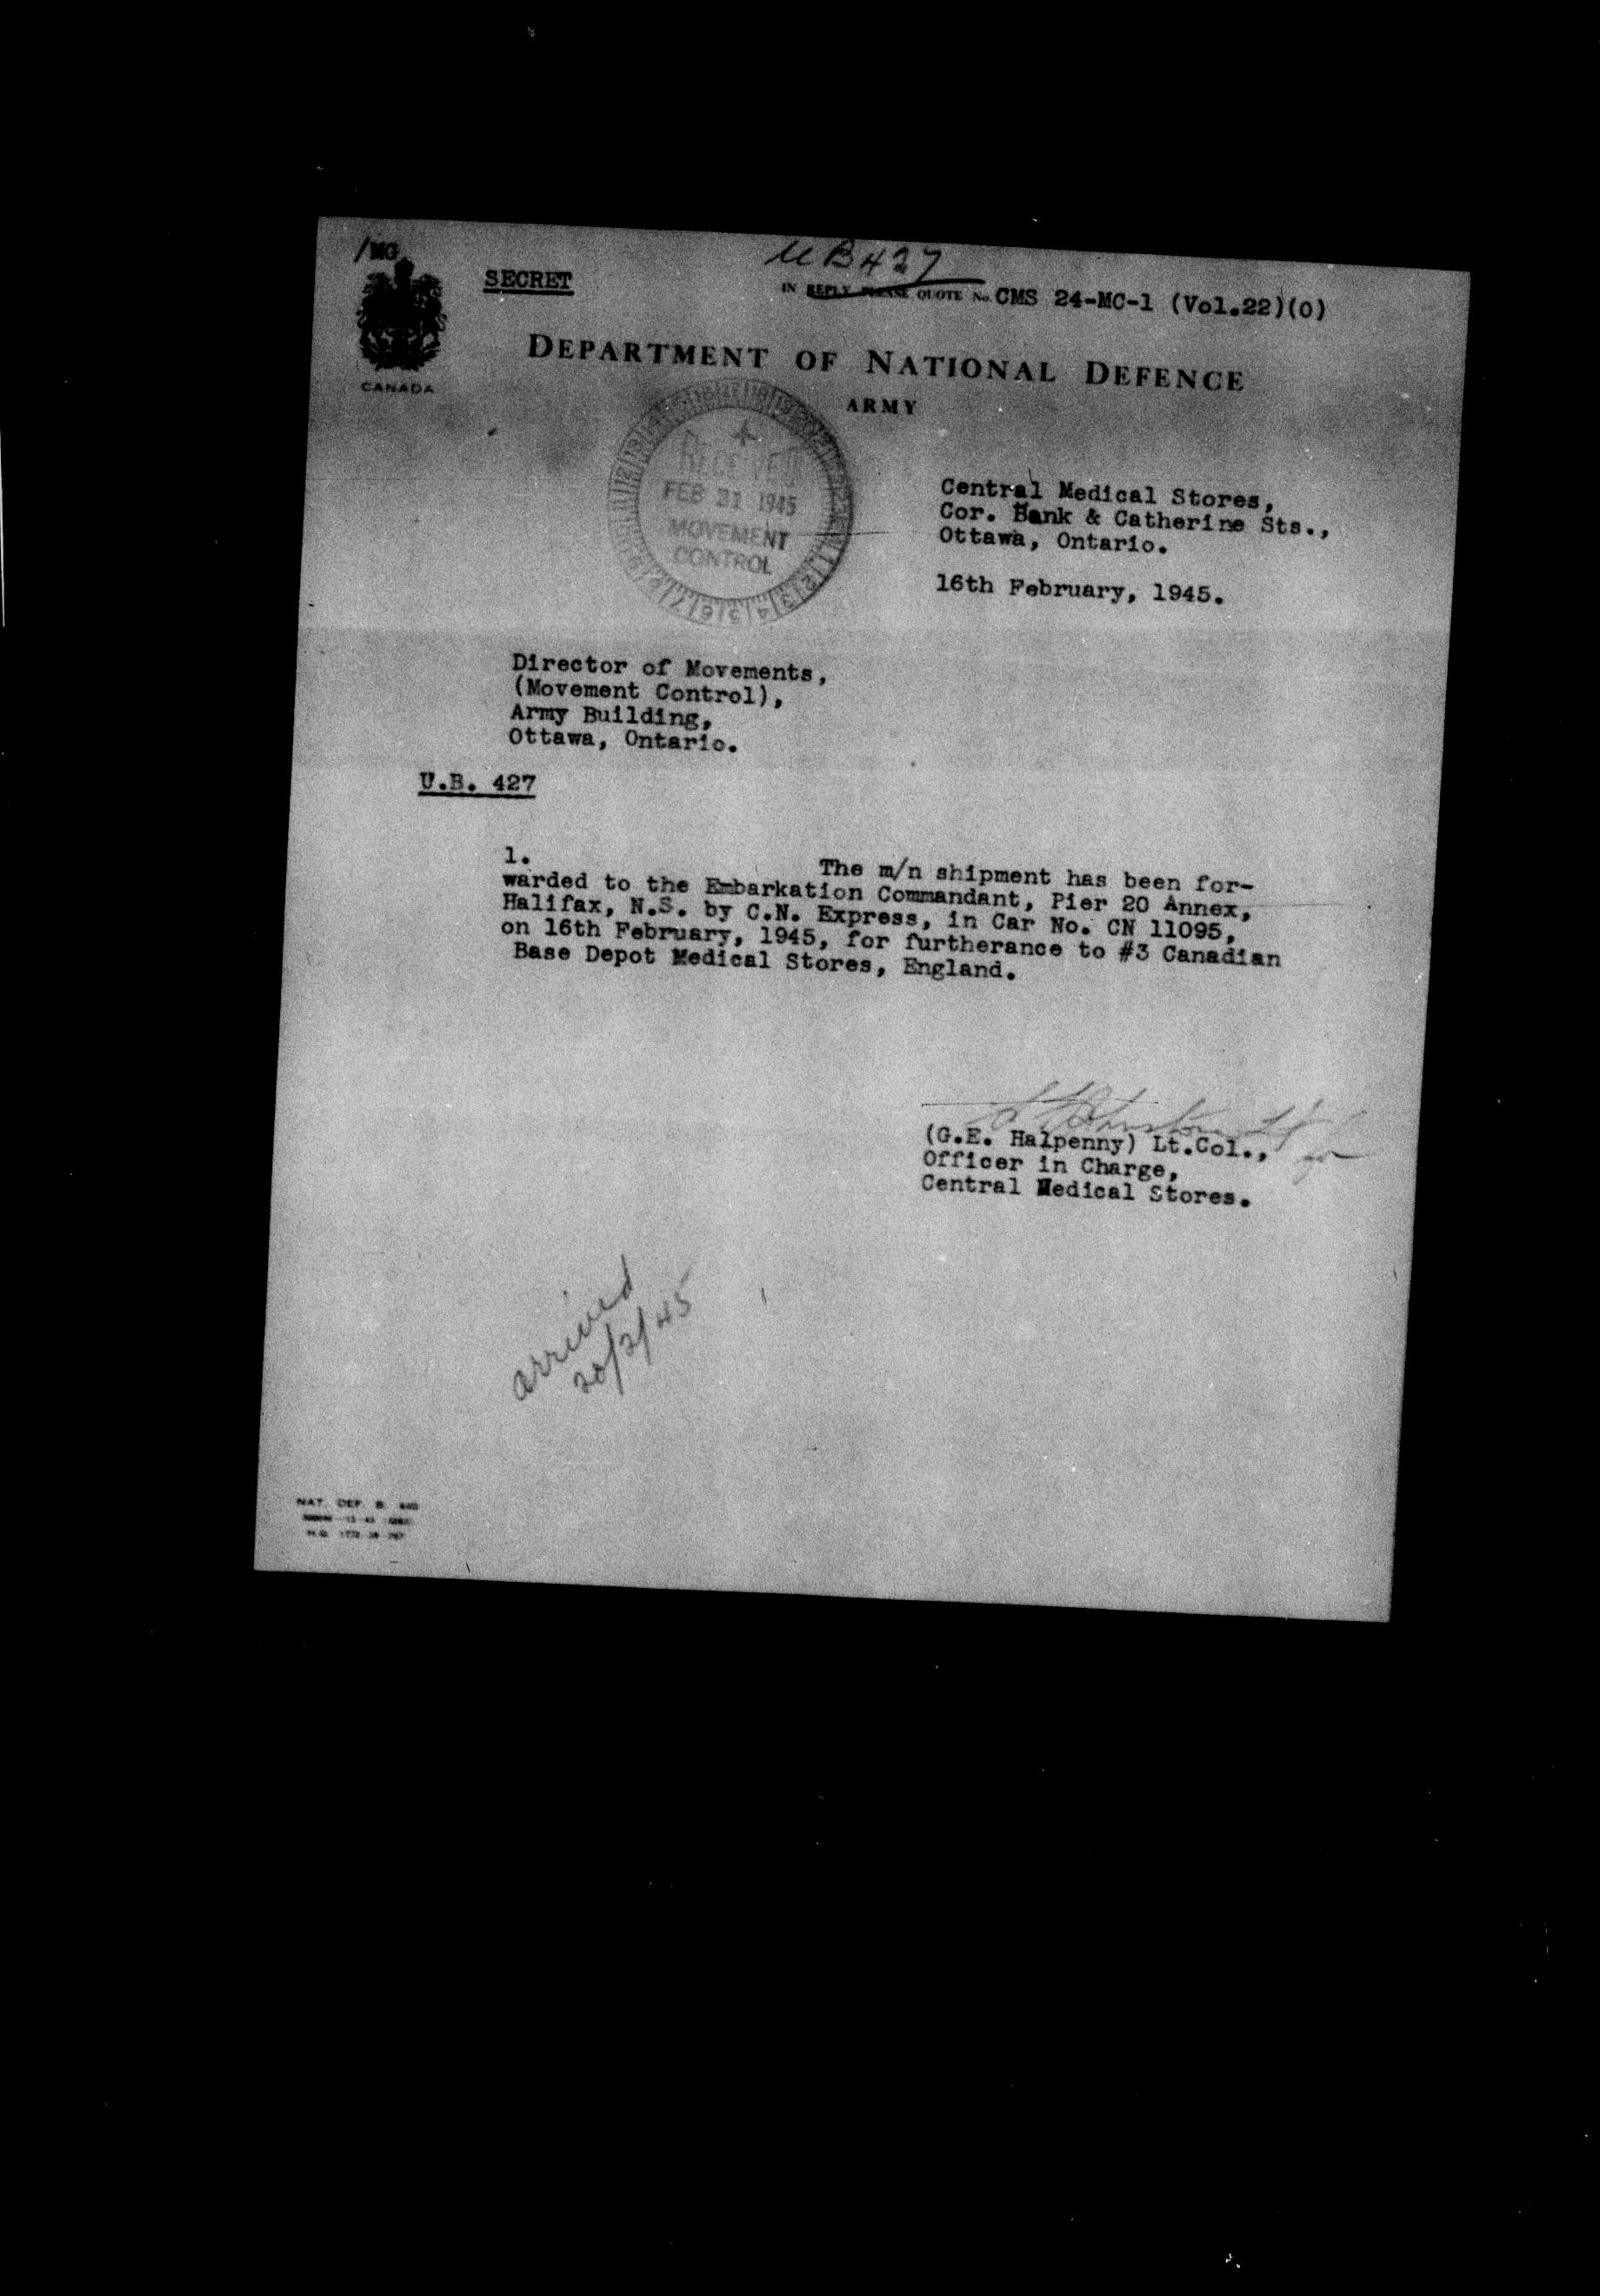 /MG
UB427
SECRET
IN REPLY PLEASE QUOTE No. CMS 24-MC-1 (Vol.22)(O)
DEPARTMENT OF NATIONAL DEFENCE
CANADA
ARMY
RECEIVED
FEB 21 1945
MOVEMENT
CONTROL
Central Medical Stores,
Cor. Bank & Catherine Sts.,
Ottawa, Ontario.
16th February, 1945.
Director of Movements,
(Movement Control),
Army Building,
Ottawa, Ontario.
U.B. 427
1. The m/n shipment has been for-
warded to the Embarkation Commandant, Pier 20 Annex,
Halifax, N.S. by C.N. Express, in Car No. CN 11095,
on 16th February, 1945, for furtherance to #3 Canadian
Base Depot Medical Stores, England.
(G.E. Halpenny) Lt.Col.,
Officer in Charge,
Central Medical Stores.
arrived
20/2/45
NAT. DEF. B.